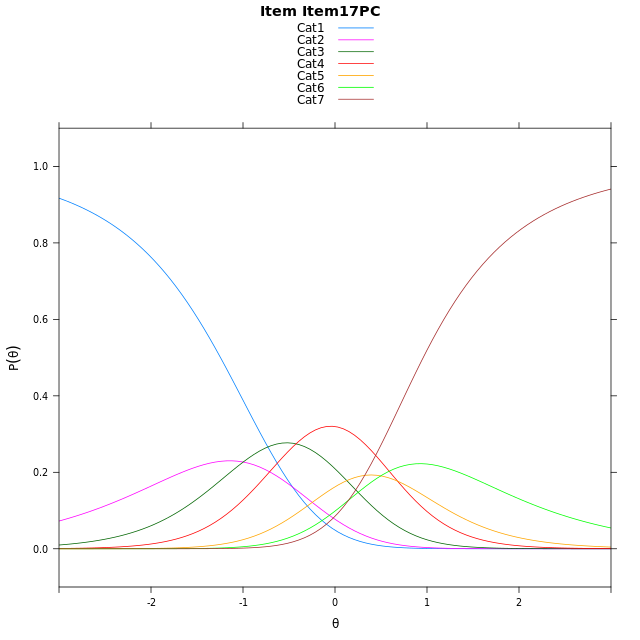 Item Item17PC
Cat1
Cat2
Cat3
Cat4
Cat5
Cat6
Cat7
1.0
0.8
0.6
0.4
0.2
0.0
P(θ)
-2 -1 0 1 2
θ